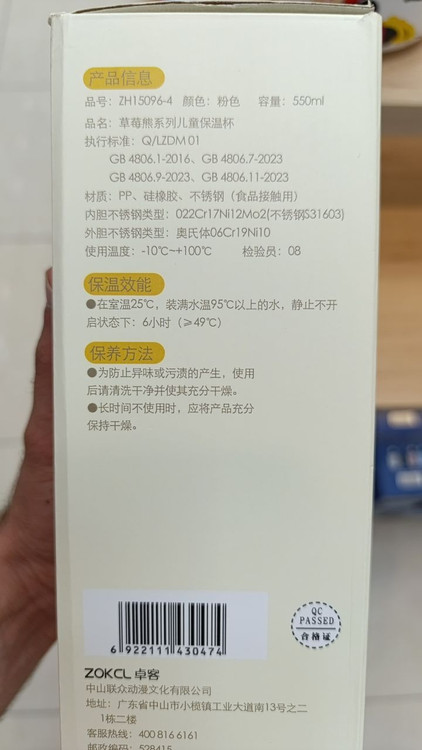 产品信息
品号：ZH15096-4 颜色：粉色 容量：550ml
品名：草莓熊系列儿童保温杯
执行标准：Q/LZDM 01
GB 4806.1-2016、GB 4806.7-2023
GB 4806.9-2023、GB 4806.11-2023
材质：PP、硅橡胶、不锈钢（食品接触用）
内胆不锈钢类型：022Cr17Ni12Mo2(不锈钢S31603)
外胆不锈钢类型：奥氏体06Cr19Ni10
使用温度：-10℃~+100℃ 检验员：08
保温效能
●在室温25℃，装满水温95℃以上的水，静止不开
启状态下：6小时（≥49℃）
保养方法
●为防止异味或污渍的产生，使用
后请清洗干净并使其充分干燥。
●长时间不使用时，应将产品充分
保持干燥。
6 922111 430474
QC
PASSED
合格证
ZOKCL 卓客
中山联众动漫文化有限公司
地址：广东省中山市小榄镇工业大道南13号之二
1栋二楼
客服热线：400 816 6161
邮政编码：528415